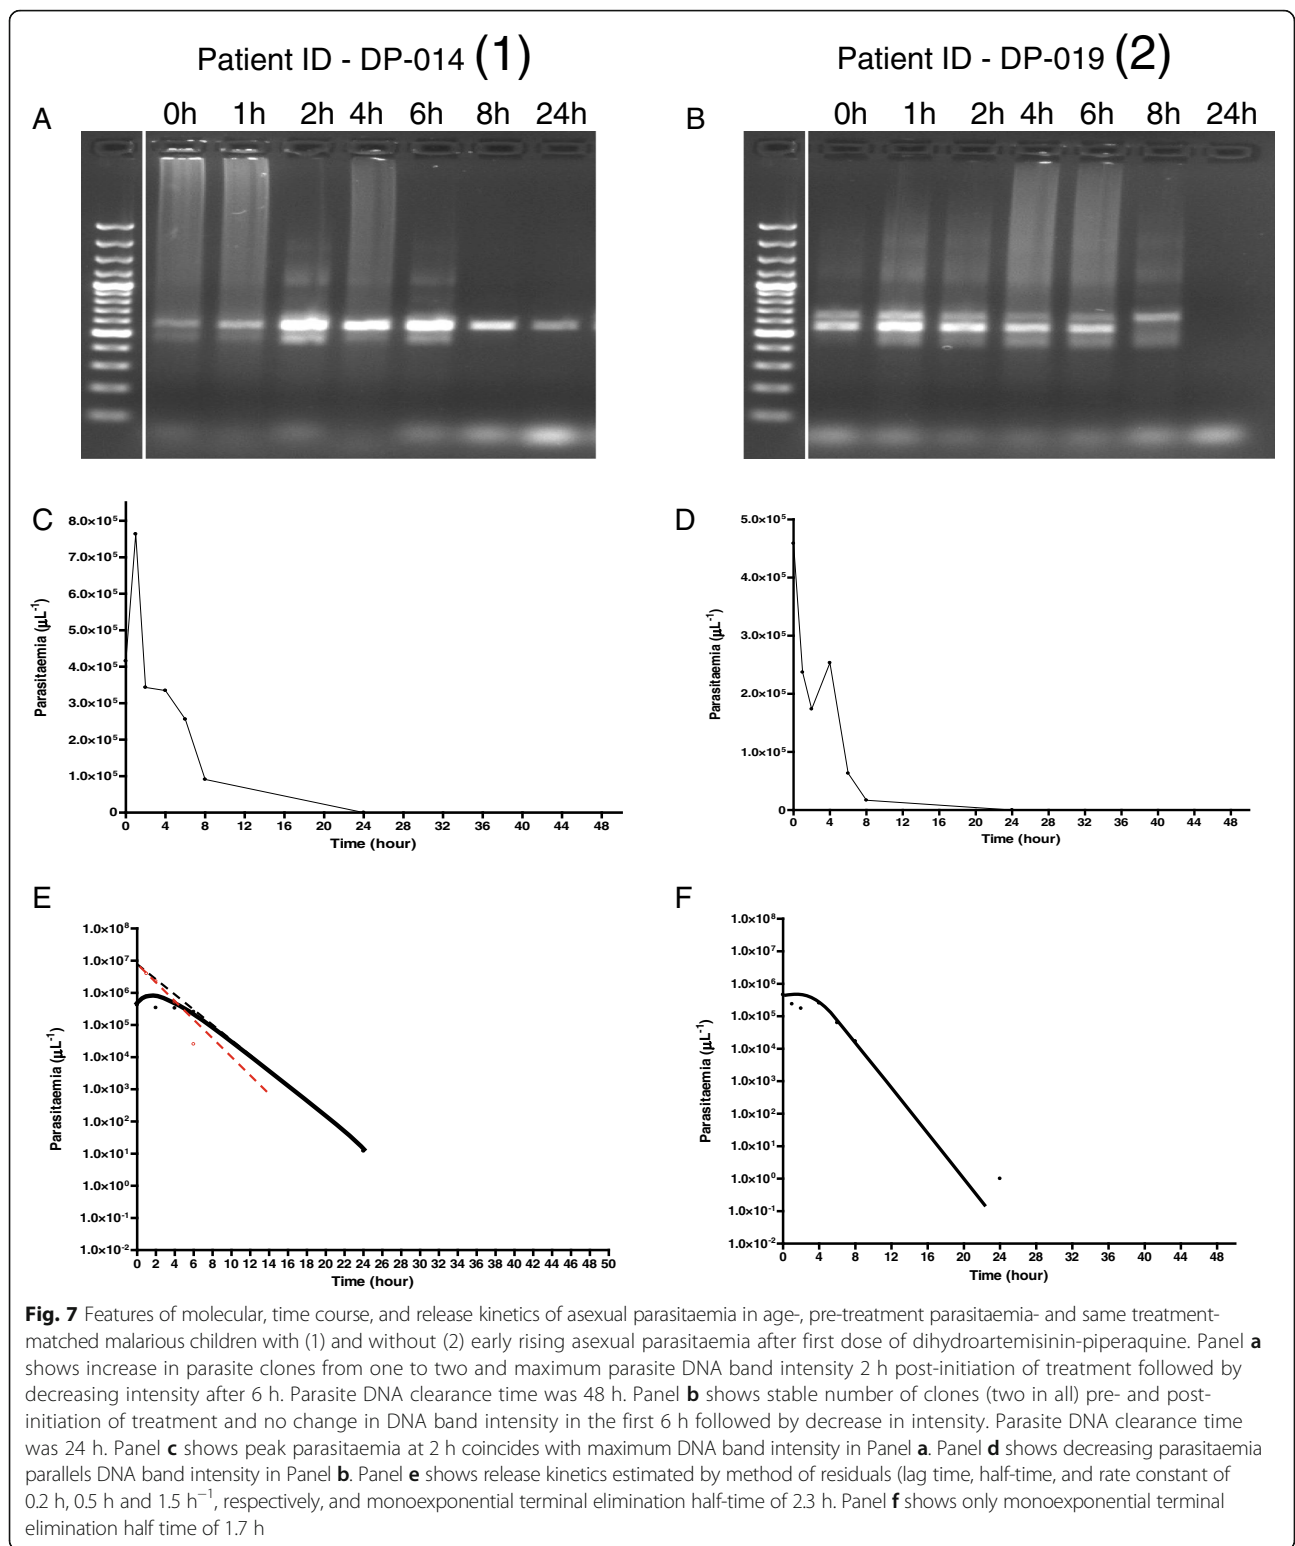 Patient ID - DP-014 (1)
Patient ID - DP-019 (2)
A
0h 1h 2h 4h 6h 8h 24h
B
0h 1h 2h 4h 6h 8h 24h
C
Parasitaemia (µL⁻¹)
8.0×10⁵
7.0×10⁵
6.0×10⁵
5.0×10⁵
4.0×10⁵
3.0×10⁵
2.0×10⁵
1.0×10⁵
0
0 4 8 12 16 20 24 28 32 36 40 44 48
Time (hour)
D
Parasitaemia (µL⁻¹)
5.0×10⁵
4.0×10⁵
3.0×10⁵
2.0×10⁵
1.0×10⁵
0
0 4 8 12 16 20 24 28 32 36 40 44 48
Time (hour)
E
Parasitaemia (µL⁻¹)
1.0×10⁸
1.0×10⁷
1.0×10⁶
1.0×10⁵
1.0×10⁴
1.0×10³
1.0×10²
1.0×10¹
1.0×10⁰
1.0×10⁻¹
1.0×10⁻²
0 2 4 6 8 10 12 14 16 18 20 22 24 26 28 30 32 34 36 38 40 42 44 46 48 50
Time (hour)
F
Parasitaemia (µL⁻¹)
1.0×10⁸
1.0×10⁷
1.0×10⁶
1.0×10⁵
1.0×10⁴
1.0×10³
1.0×10²
1.0×10¹
1.0×10⁰
1.0×10⁻¹
1.0×10⁻²
0 4 8 12 16 20 24 28 32 36 40 44 48
Time (hour)
Fig. 7 Features of molecular, time course, and release kinetics of asexual parasitaemia in age-, pre-treatment parasitaemia- and same treatment-
matched malarious children with (1) and without (2) early rising asexual parasitaemia after first dose of dihydroartemisinin-piperaquine. Panel a
shows increase in parasite clones from one to two and maximum parasite DNA band intensity 2 h post-initiation of treatment followed by
decreasing intensity after 6 h. Parasite DNA clearance time was 48 h. Panel b shows stable number of clones (two in all) pre- and post-
initiation of treatment and no change in DNA band intensity in the first 6 h followed by decrease in intensity. Parasite DNA clearance time
was 24 h. Panel c shows peak parasitaemia at 2 h coincides with maximum DNA band intensity in Panel a. Panel d shows decreasing parasitaemia
parallels DNA band intensity in Panel b. Panel e shows release kinetics estimated by method of residuals (lag time, half-time, and rate constant of
0.2 h, 0.5 h and 1.5 h⁻¹, respectively, and monoexponential terminal elimination half-time of 2.3 h. Panel f shows only monoexponential terminal
elimination half time of 1.7 h